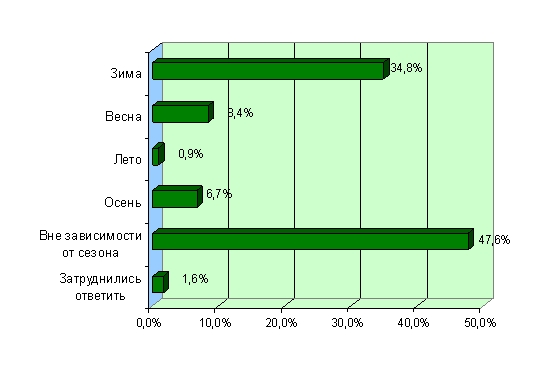 Зима
34,8%
Весна
8,4%
Лето
0,9%
Осень
6,7%
Вне зависимости
от сезона
47,6%
Затруднились
ответить
1,6%
0,0%
10,0%
20,0%
30,0%
40,0%
50,0%